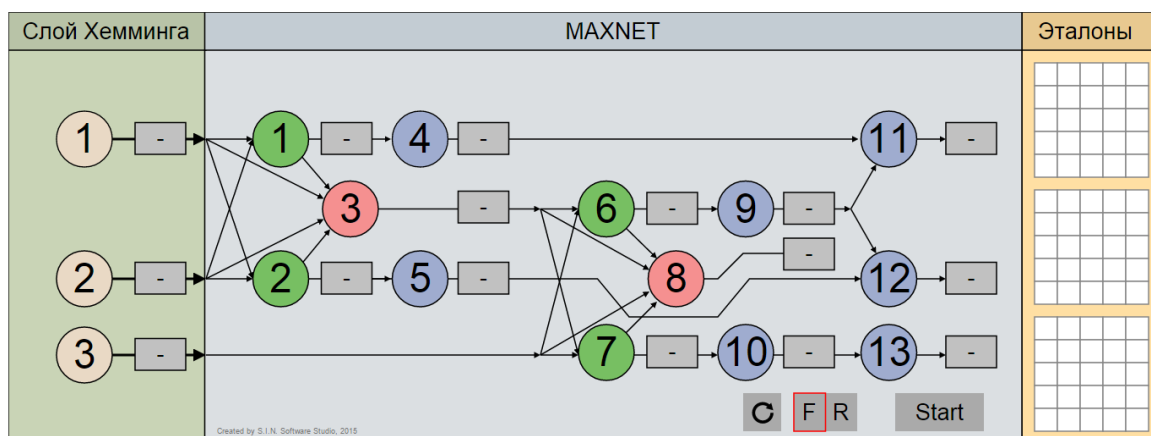 Слой Хемминга MAXNET Эталоны
1 - 1 - 4 - 11 -
3 - 6 - 9 -
-
2 - 2 - 5 - 8 12 -
3 - 7 - 10 - 13 -
F R Start
Created by S.I.N. Software Studio, 2015